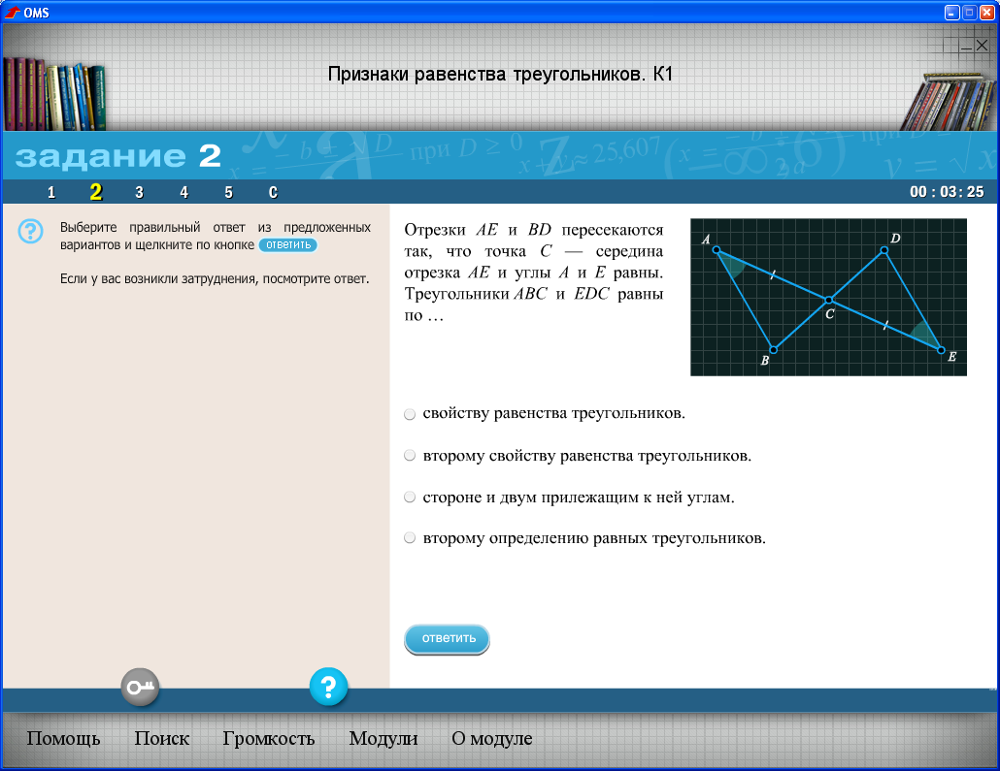 OMS
Признаки равенства треугольников. К1
задание 2
при D ≥ 0
1 2 3 4 5 С
00 : 03 : 25
Выберите правильный ответ из предложенных
вариантов и щелкните по кнопке ответить
Если у вас возникли затруднения, посмотрите ответ.
Отрезки AE и BD пересекаются
так, что точка C — середина
отрезка AE и углы A и E равны.
Треугольники ABC и EDC равны
по …
A
D
C
B
E
свойству равенства треугольников.
второму свойству равенства треугольников.
стороне и двум прилежащим к ней углам.
второму определению равных треугольников.
ответить
?
Помощь Поиск Громкость Модули О модуле